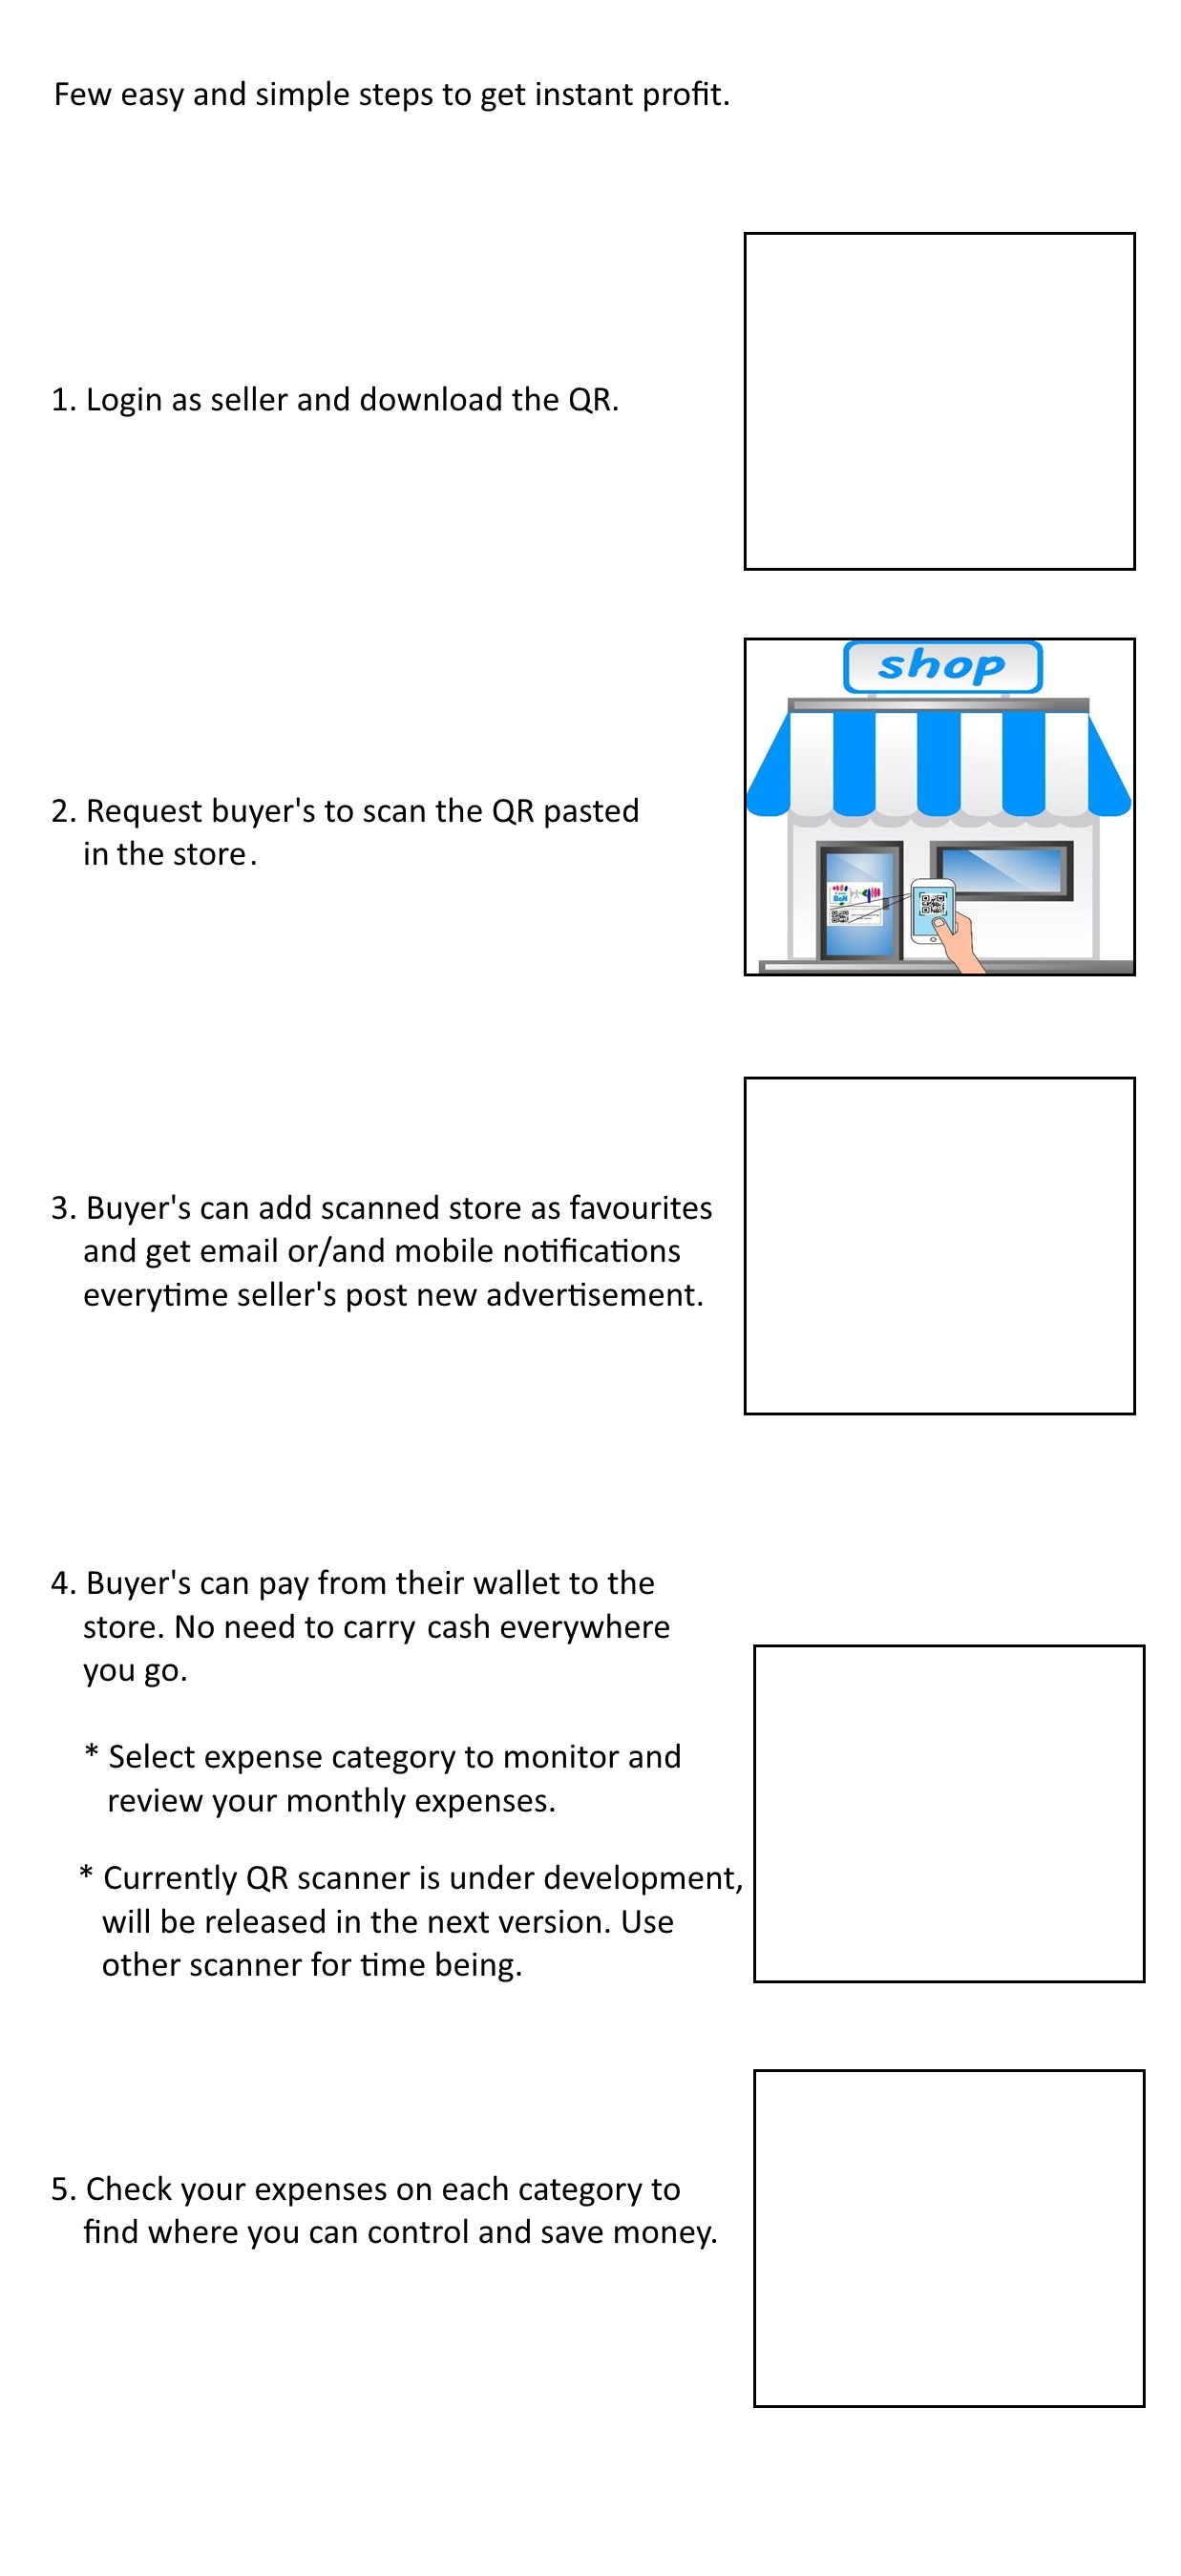 Few easy and simple steps to get instant profit.
1. Login as seller and download the QR.
shop
2. Request buyer's to scan the QR pasted
in the store.
3. Buyer's can add scanned store as favourites
and get email or/and mobile notifications
everytime seller's post new advertisement.
4. Buyer's can pay from their wallet to the
store. No need to carry cash everywhere
you go.
* Select expense category to monitor and
review your monthly expenses.
* Currently QR scanner is under development,
will be released in the next version. Use
other scanner for time being.
5. Check your expenses on each category to
find where you can control and save money.